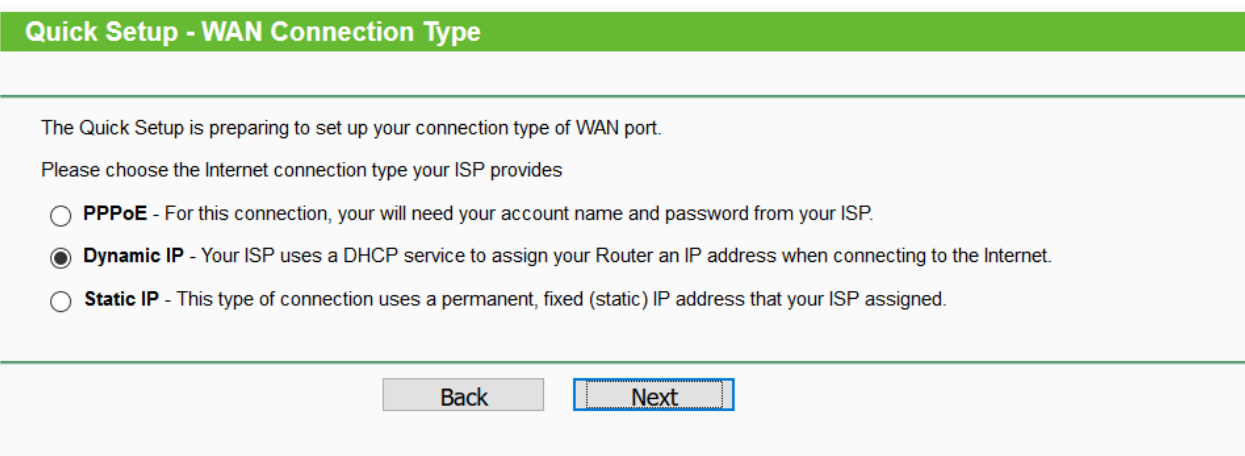 Quick Setup - WAN Connection Type
The Quick Setup is preparing to set up your connection type of WAN port.
Please choose the Internet connection type your ISP provides
PPPoE - For this connection, your will need your account name and password from your ISP.
Dynamic IP - Your ISP uses a DHCP service to assign your Router an IP address when connecting to the Internet.
Static IP - This type of connection uses a permanent, fixed (static) IP address that your ISP assigned.
Back Next